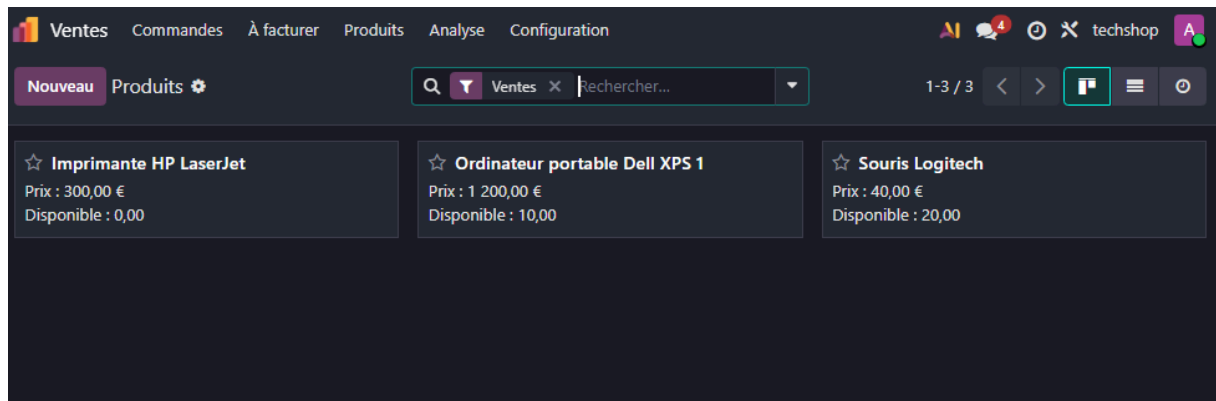 Ventes Commandes À facturer Produits Analyse Configuration AI 4 techshop A
Nouveau Produits Ventes Rechercher... 1-3 / 3
Imprimante HP LaserJet
Prix : 300,00 €
Disponible : 0,00
Ordinateur portable Dell XPS 1
Prix : 1 200,00 €
Disponible : 10,00
Souris Logitech
Prix : 40,00 €
Disponible : 20,00